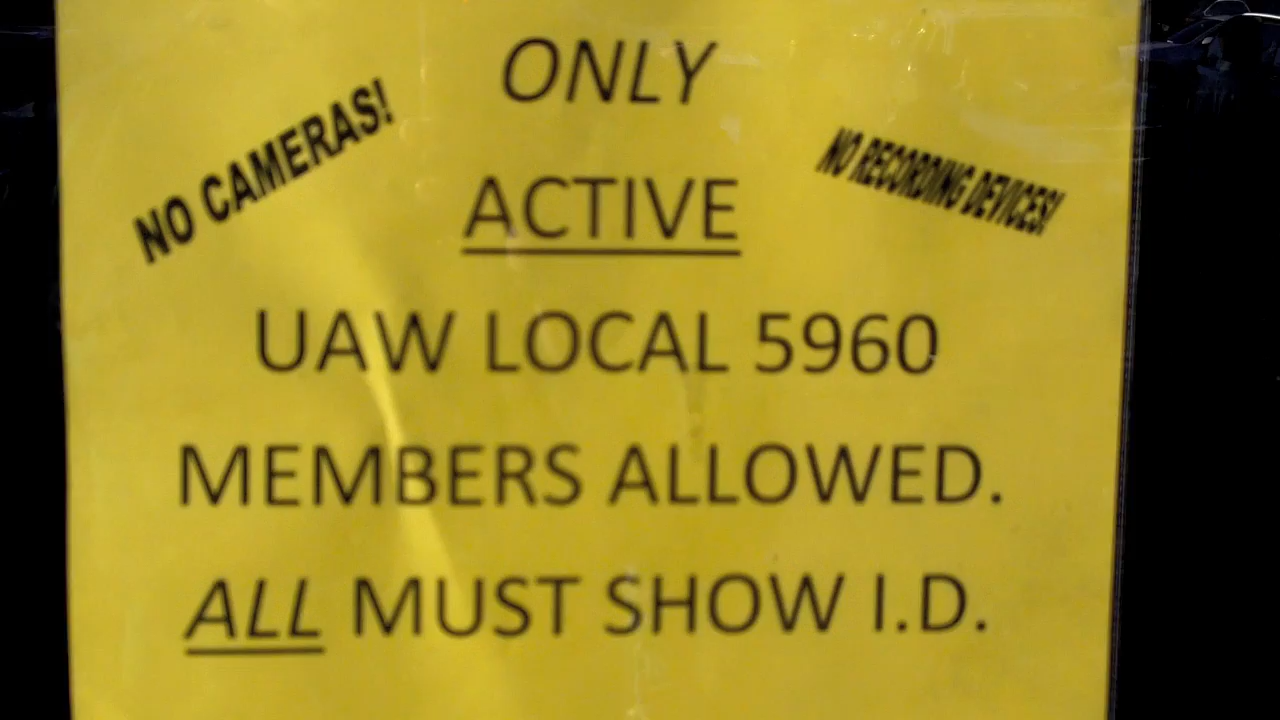 ONLY
NO CAMERAS!
NO RECORDING DEVICES!
ACTIVE
UAW LOCAL 5960
MEMBERS ALLOWED.
ALL MUST SHOW I.D.